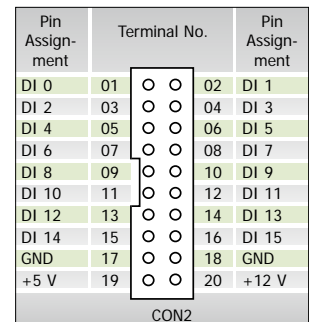 Pin Assign-ment Terminal No. Pin Assign-ment
DI 0 01 02 DI 1
DI 2 03 04 DI 3
DI 4 05 06 DI 5
DI 6 07 08 DI 7
DI 8 09 10 DI 9
DI 10 11 12 DI 11
DI 12 13 14 DI 13
DI 14 15 16 DI 15
GND 17 18 GND
+5 V 19 20 +12 V
CON2